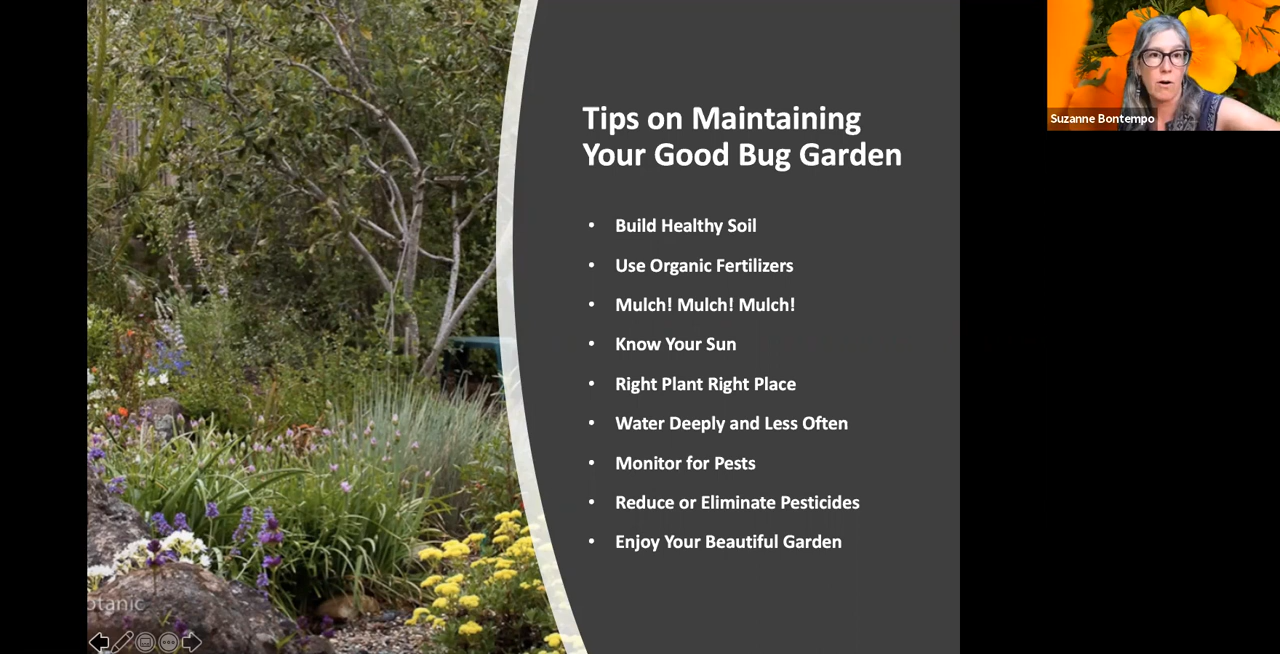 Tips on Maintaining
Your Good Bug Garden
• Build Healthy Soil
• Use Organic Fertilizers
• Mulch! Mulch! Mulch!
• Know Your Sun
• Right Plant Right Place
• Water Deeply and Less Often
• Monitor for Pests
• Reduce or Eliminate Pesticides
• Enjoy Your Beautiful Garden
Suzanne Bontempo
otanic